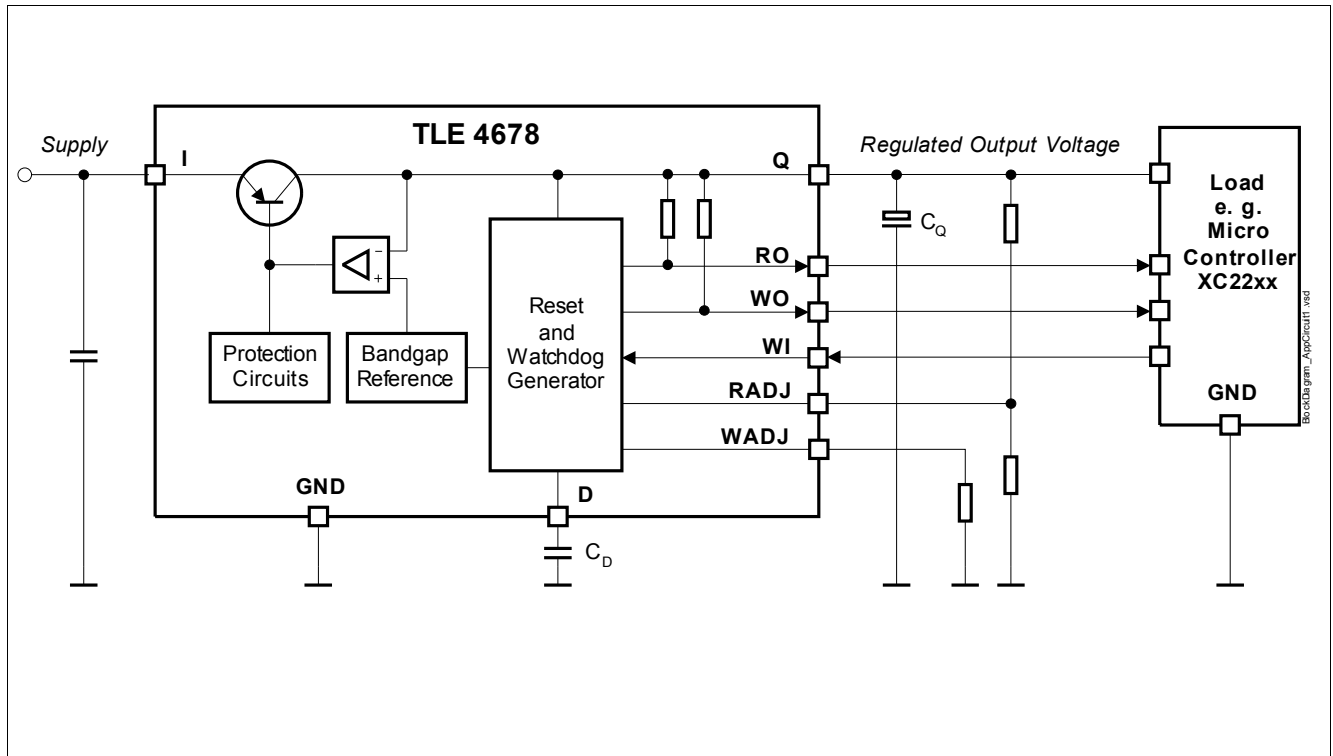 Supply
I
TLE 4678
Q
Regulated Output Voltage
Load
e. g.
Micro
Controller
XC22xx
C_Q
RO
WO
WI
RADJ
WADJ
-
+
Protection
Circuits
Bandgap
Reference
Reset
and
Watchdog
Generator
GND
D
C_D
GND
BlockDiagram_AppCircuit1.vsd